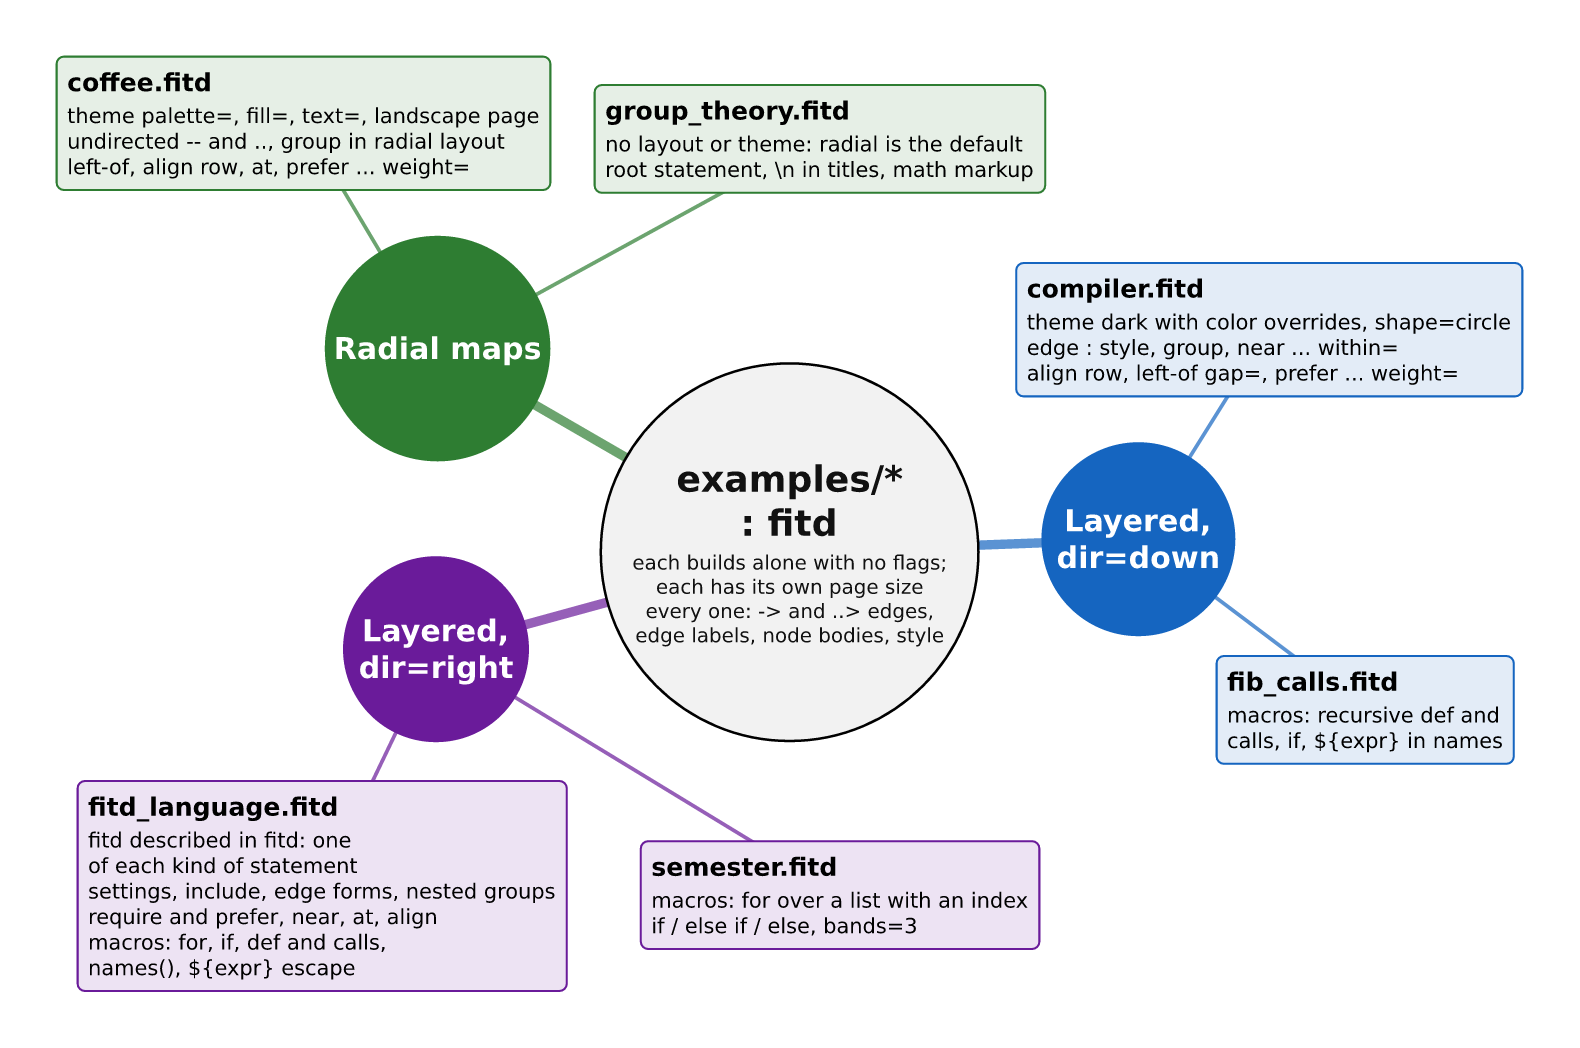 coffee.fitd
theme palette=, fill=, text=, landscape page
undirected -- and .., group in radial layout
left-of, align row, at, prefer ... weight=
group_theory.fitd
no layout or theme: radial is the default
root statement, \n in titles, math markup
Radial maps
compiler.fitd
theme dark with color overrides, shape=circle
edge : style, group, near ... within=
align row, left-of gap=, prefer ... weight=
examples/*
: fitd
each builds alone with no flags;
each has its own page size
every one: -> and ..> edges,
edge labels, node bodies, style
Layered,
dir=down
Layered,
dir=right
fib_calls.fitd
macros: recursive def and
calls, if, ${expr} in names
fitd_language.fitd
fitd described in fitd: one
of each kind of statement
settings, include, edge forms, nested groups
require and prefer, near, at, align
macros: for, if, def and calls,
names(), ${expr} escape
semester.fitd
macros: for over a list with an index
if / else if / else, bands=3